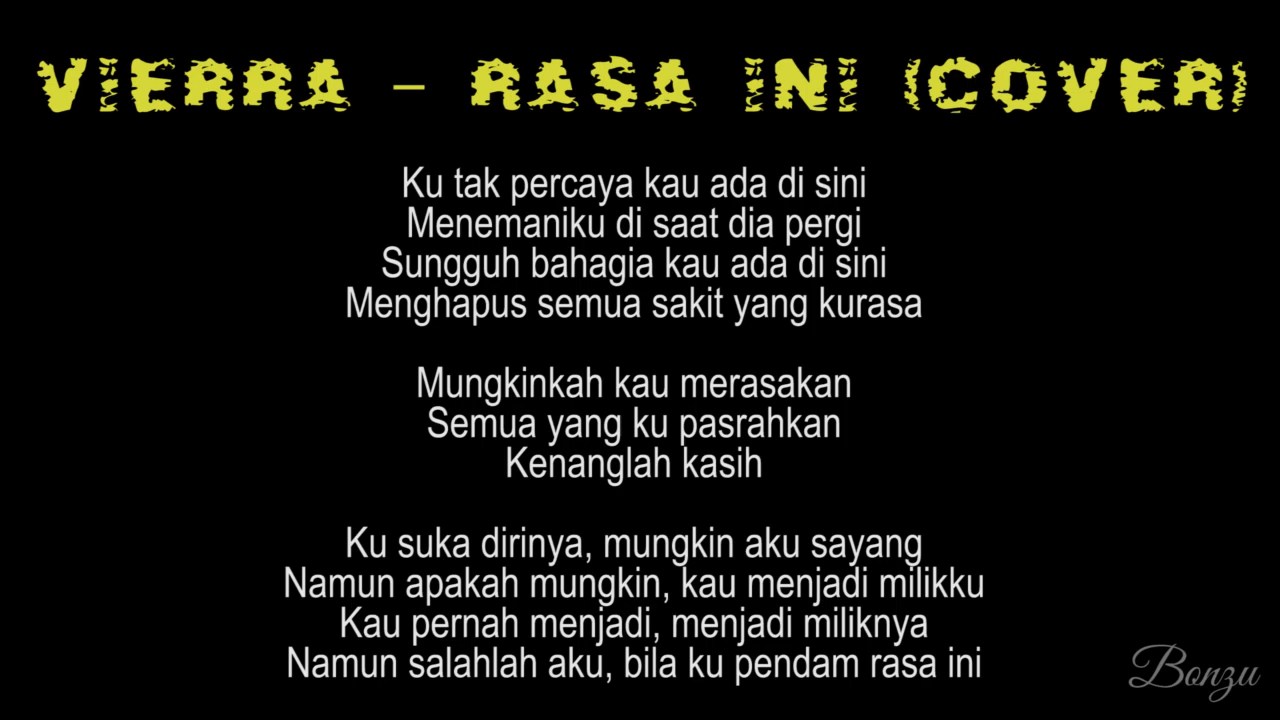 VIERRA – RASA INI (COVER)
Ku tak percaya kau ada di sini
Menemaniku di saat dia pergi
Sungguh bahagia kau ada di sini
Menghapus semua sakit yang kurasa
Mungkinkah kau merasakan
Semua yang ku pasrahkan
Kenanglah kasih
Ku suka dirinya, mungkin aku sayang
Namun apakah mungkin, kau menjadi milikku
Kau pernah menjadi, menjadi miliknya
Namun salahlah aku, bila ku pendam rasa ini
Bonzu